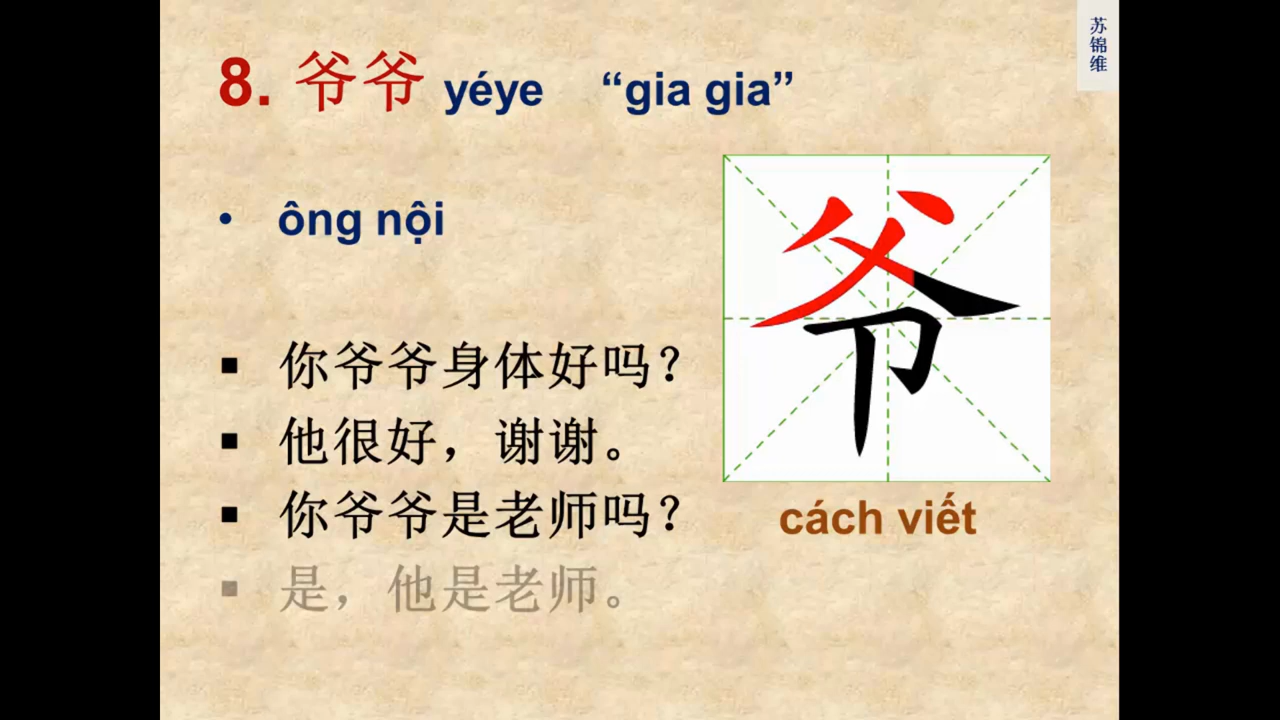 8. 爷爷 yéye “gia gia”
苏锦维
• ông nội
爷
▪ 你爷爷身体好吗？
▪ 他很好，谢谢。
▪ 你爷爷是老师吗？
cách viết
▪ 是，他是老师。